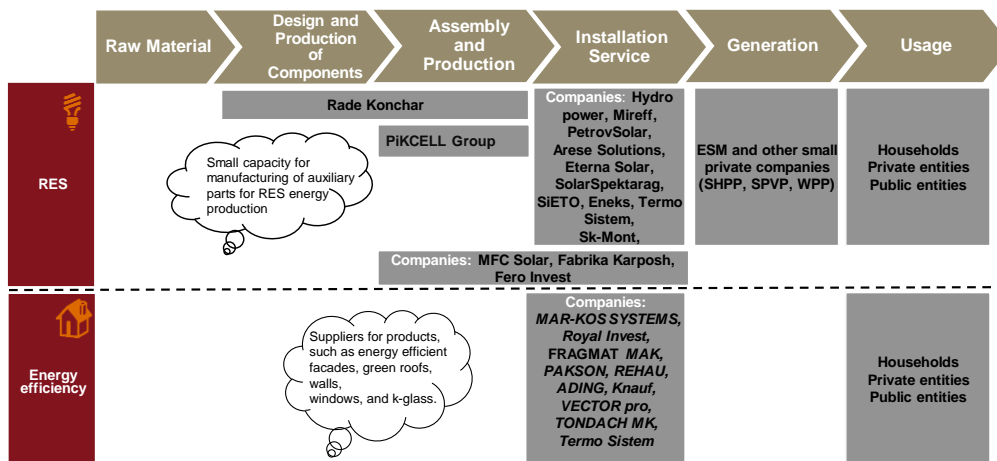 Raw Material
Design and
Production
of
Components
Assembly
and
Production
Installation
Service
Generation
Usage
RES
Rade Konchar
PiKCELL Group
Small capacity for
manufacturing of auxiliary
parts for RES energy
production
Companies: Hydro
power, Mireff,
PetrovSolar,
Arese Solutions,
Eterna Solar,
SolarSpektarag,
SiETO, Eneks, Termo
Sistem,
Sk-Mont,
ESM and other small
private companies
(SHPP, SPVP, WPP)
Households
Private entities
Public entities
Companies: MFC Solar, Fabrika Karposh,
Fero Invest
Energy
efficiency
Suppliers for products,
such as energy efficient
facades, green roofs,
walls,
windows, and k-glass.
Companies:
MAR-KOS SYSTEMS,
Royal Invest,
FRAGMAT MAK,
PAKSON, REHAU,
ADING, Knauf,
VECTOR pro,
TONDACH MK,
Termo Sistem
Households
Private entities
Public entities